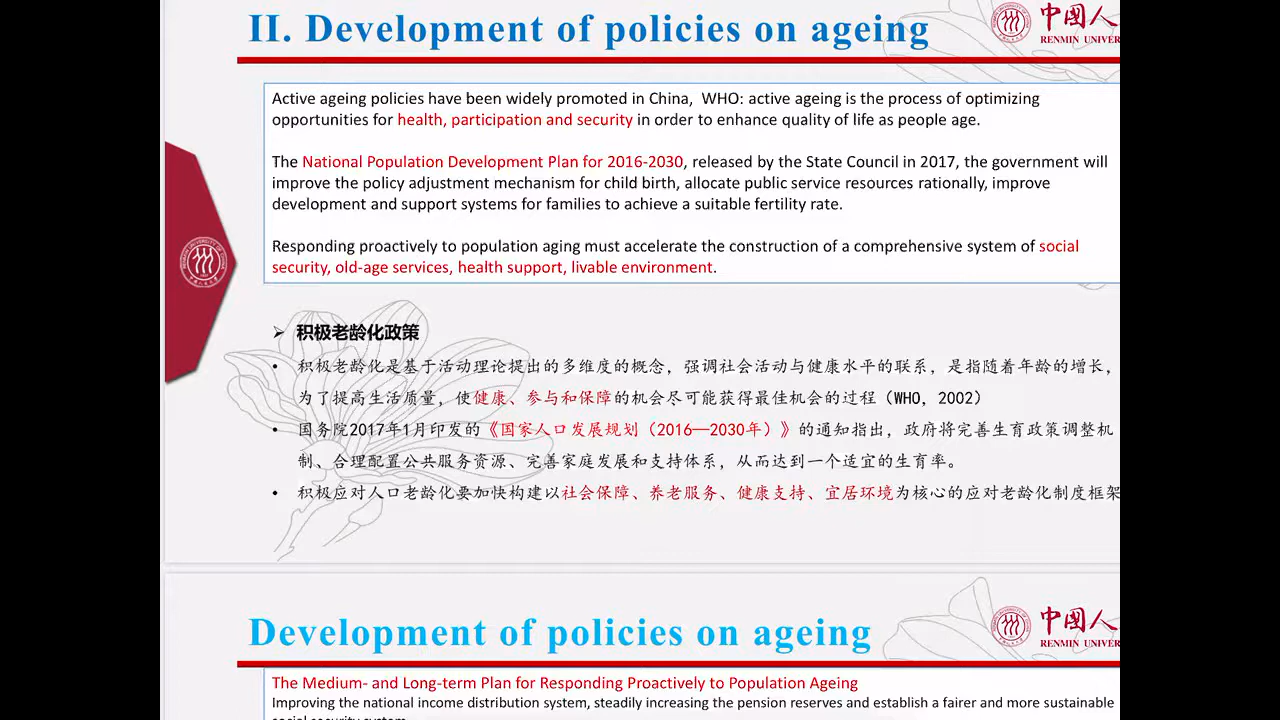 II. Development of policies on ageing
中国人
RENMIN UNIVER
Active ageing policies have been widely promoted in China, WHO: active ageing is the process of optimizing
opportunities for health, participation and security in order to enhance quality of life as people age.
The National Population Development Plan for 2016-2030, released by the State Council in 2017, the government will
improve the policy adjustment mechanism for child birth, allocate public service resources rationally, improve
development and support systems for families to achieve a suitable fertility rate.
Responding proactively to population aging must accelerate the construction of a comprehensive system of social
security, old-age services, health support, livable environment.
➢ 积极老龄化政策
• 积极老龄化是基于活动理论提出的多维度的概念，强调社会活动与健康水平的联系，是指随着年龄的增长，
为了提高生活质量，使健康、参与和保障的机会尽可能获得最佳机会的过程（WHO，2002）
• 国务院2017年1月印发的《国家人口发展规划（2016—2030年）》的通知指出，政府将完善生育政策调整机
制、合理配置公共服务资源、完善家庭发展和支持体系，从而达到一个适宜的生育率。
• 积极应对人口老龄化要加快构建以社会保障、养老服务、健康支持、宜居环境为核心的应对老龄化制度框架
Development of policies on ageing
中国人
RENMIN UNIVER
The Medium- and Long-term Plan for Responding Proactively to Population Ageing
Improving the national income distribution system, steadily increasing the pension reserves and establish a fairer and more sustainable
social security system